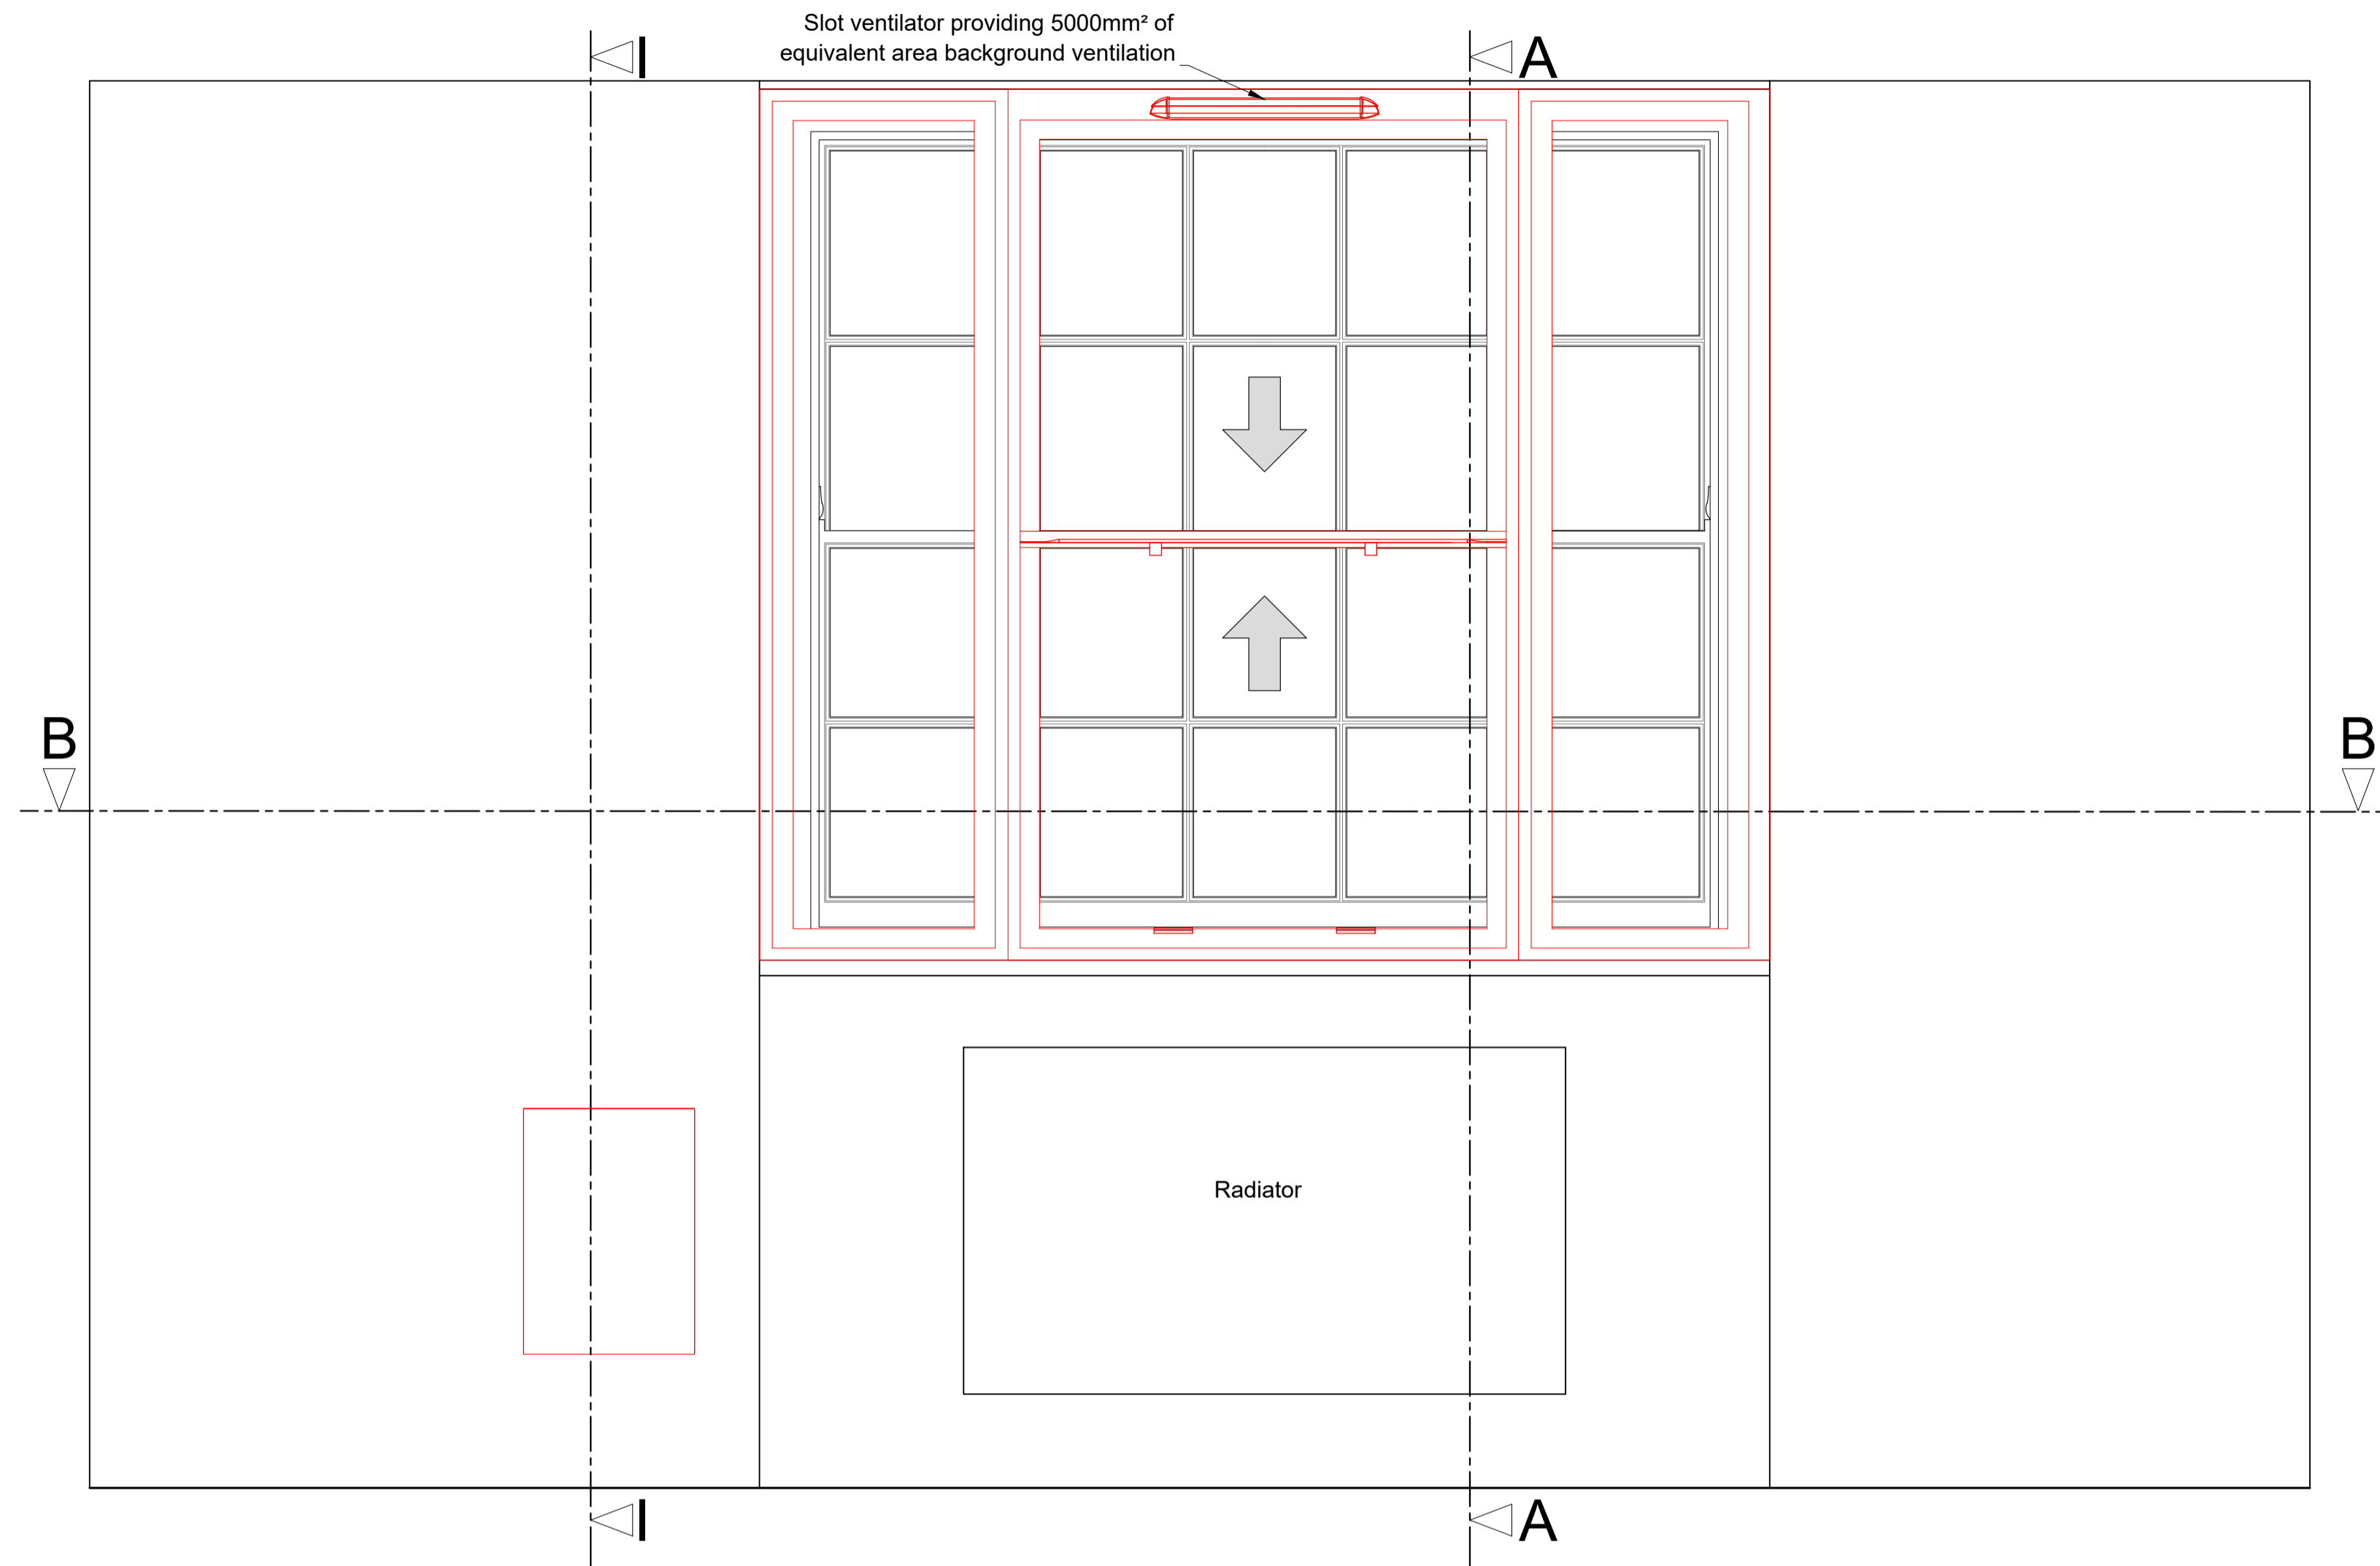 Slot ventilator providing 5000mm² of
equivalent area background ventilation
I
A
B
B
Radiator
I
A